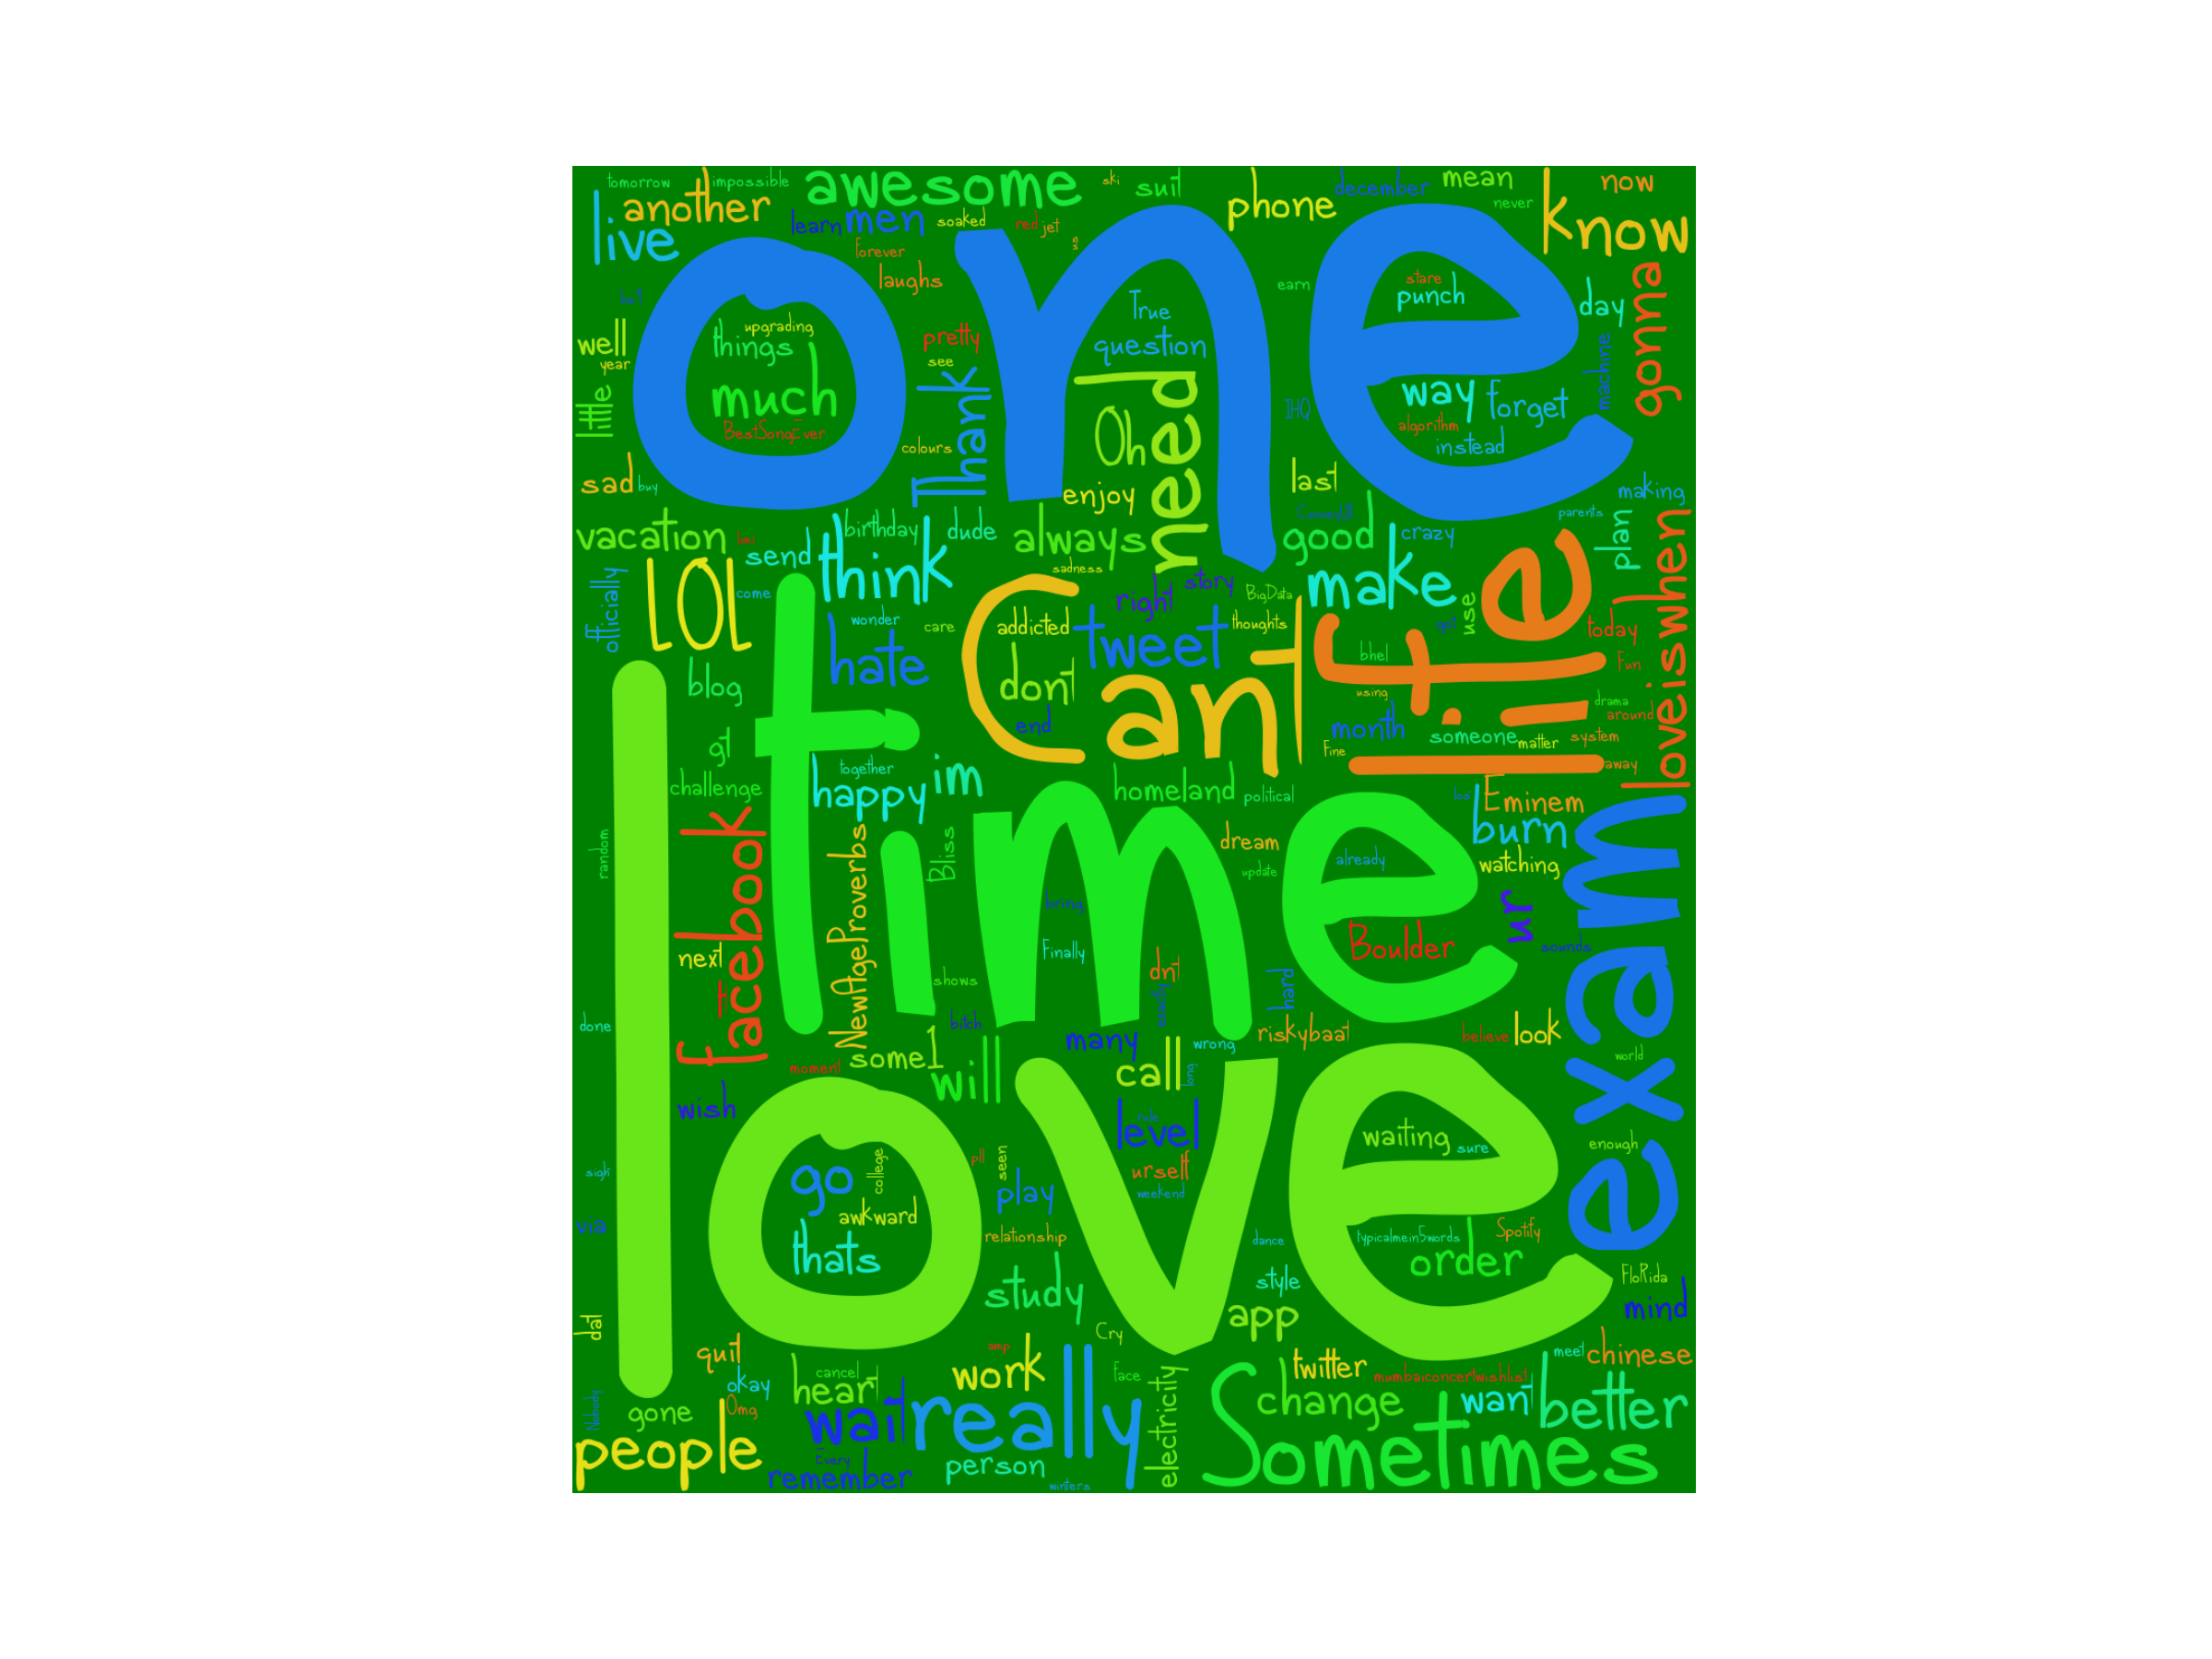 tomorrow impossible awesome ski suit phone december mean now
another live learn men soaked red jet us never know
one
forever laughs earn stare punch day gonna
True upgrading things pretty question machine
well year see
little much Thank need Oh IHQ way forget
BestSongEver algorithm instead
colours
sad buy enjoy last making
vacation send think birthday dude always good crazy parents plan
sadness make loveiswhen
officially LOL come right story BigData got use
wonder care addicted tweet thoughts life today
hate Cant bhel Fun
blog dont using drama around
end month someone matter system
gt Fine away
time
together
challenge happy im homeland political Eminem
facebook burn exam
random NewAgeProverbs Bliss dream already watching
update
bring ur
Finally Boulder sounds
next shows dnt hard
done bitch many riskybaat believe look
some1 wrong world
moment will call long
love
wish level rule
waiting sure enough
sigh go college pll seen urself
play weekend
via awkward relationship dance typicalmein5words Spotify
thats order
study style FloRida
app mind
dat Cry
quit amp work twitter meet chinese
okay cancel heart face mumbaiconcertwishlist
Nobody gone Omg wait really electricity change want better
people Every Sometimes
remember person
winters